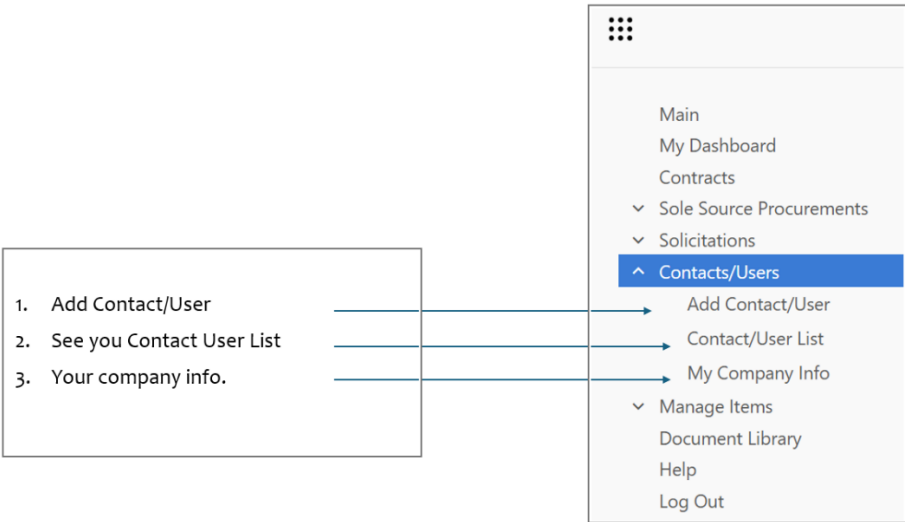 1. Add Contact/User
2. See you Contact User List
3. Your company info.
Main
My Dashboard
Contracts
Sole Source Procurements
Solicitations
Contacts/Users
Add Contact/User
Contact/User List
My Company Info
Manage Items
Document Library
Help
Log Out